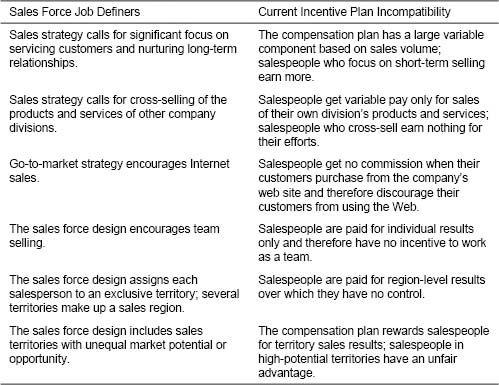 Sales Force Job Definers
Current Incentive Plan Incompatibility
Sales strategy calls for significant focus on
servicing customers and nurturing long-term
relationships.
The compensation plan has a large variable
component based on sales volume;
salespeople who focus on short-term selling
earn more.
Sales strategy calls for cross-selling of the
products and services of other company
divisions.
Salespeople get variable pay only for sales
of their own division's products and services;
salespeople who cross-sell earn nothing for
their efforts.
Go-to-market strategy encourages Internet
sales.
Salespeople get no commission when their
customers purchase from the company's
web site and therefore discourage their
customers from using the Web.
The sales force design encourages team
selling.
Salespeople are paid for individual results
only and therefore have no incentive to work
as a team.
The sales force design assigns each
salesperson to an exclusive territory; several
territories make up a sales region.
Salespeople are paid for region-level results
over which they have no control.
The sales force design includes sales
territories with unequal market potential or
opportunity.
The compensation plan rewards salespeople
for territory sales results; salespeople in
high-potential territories have an unfair
advantage.